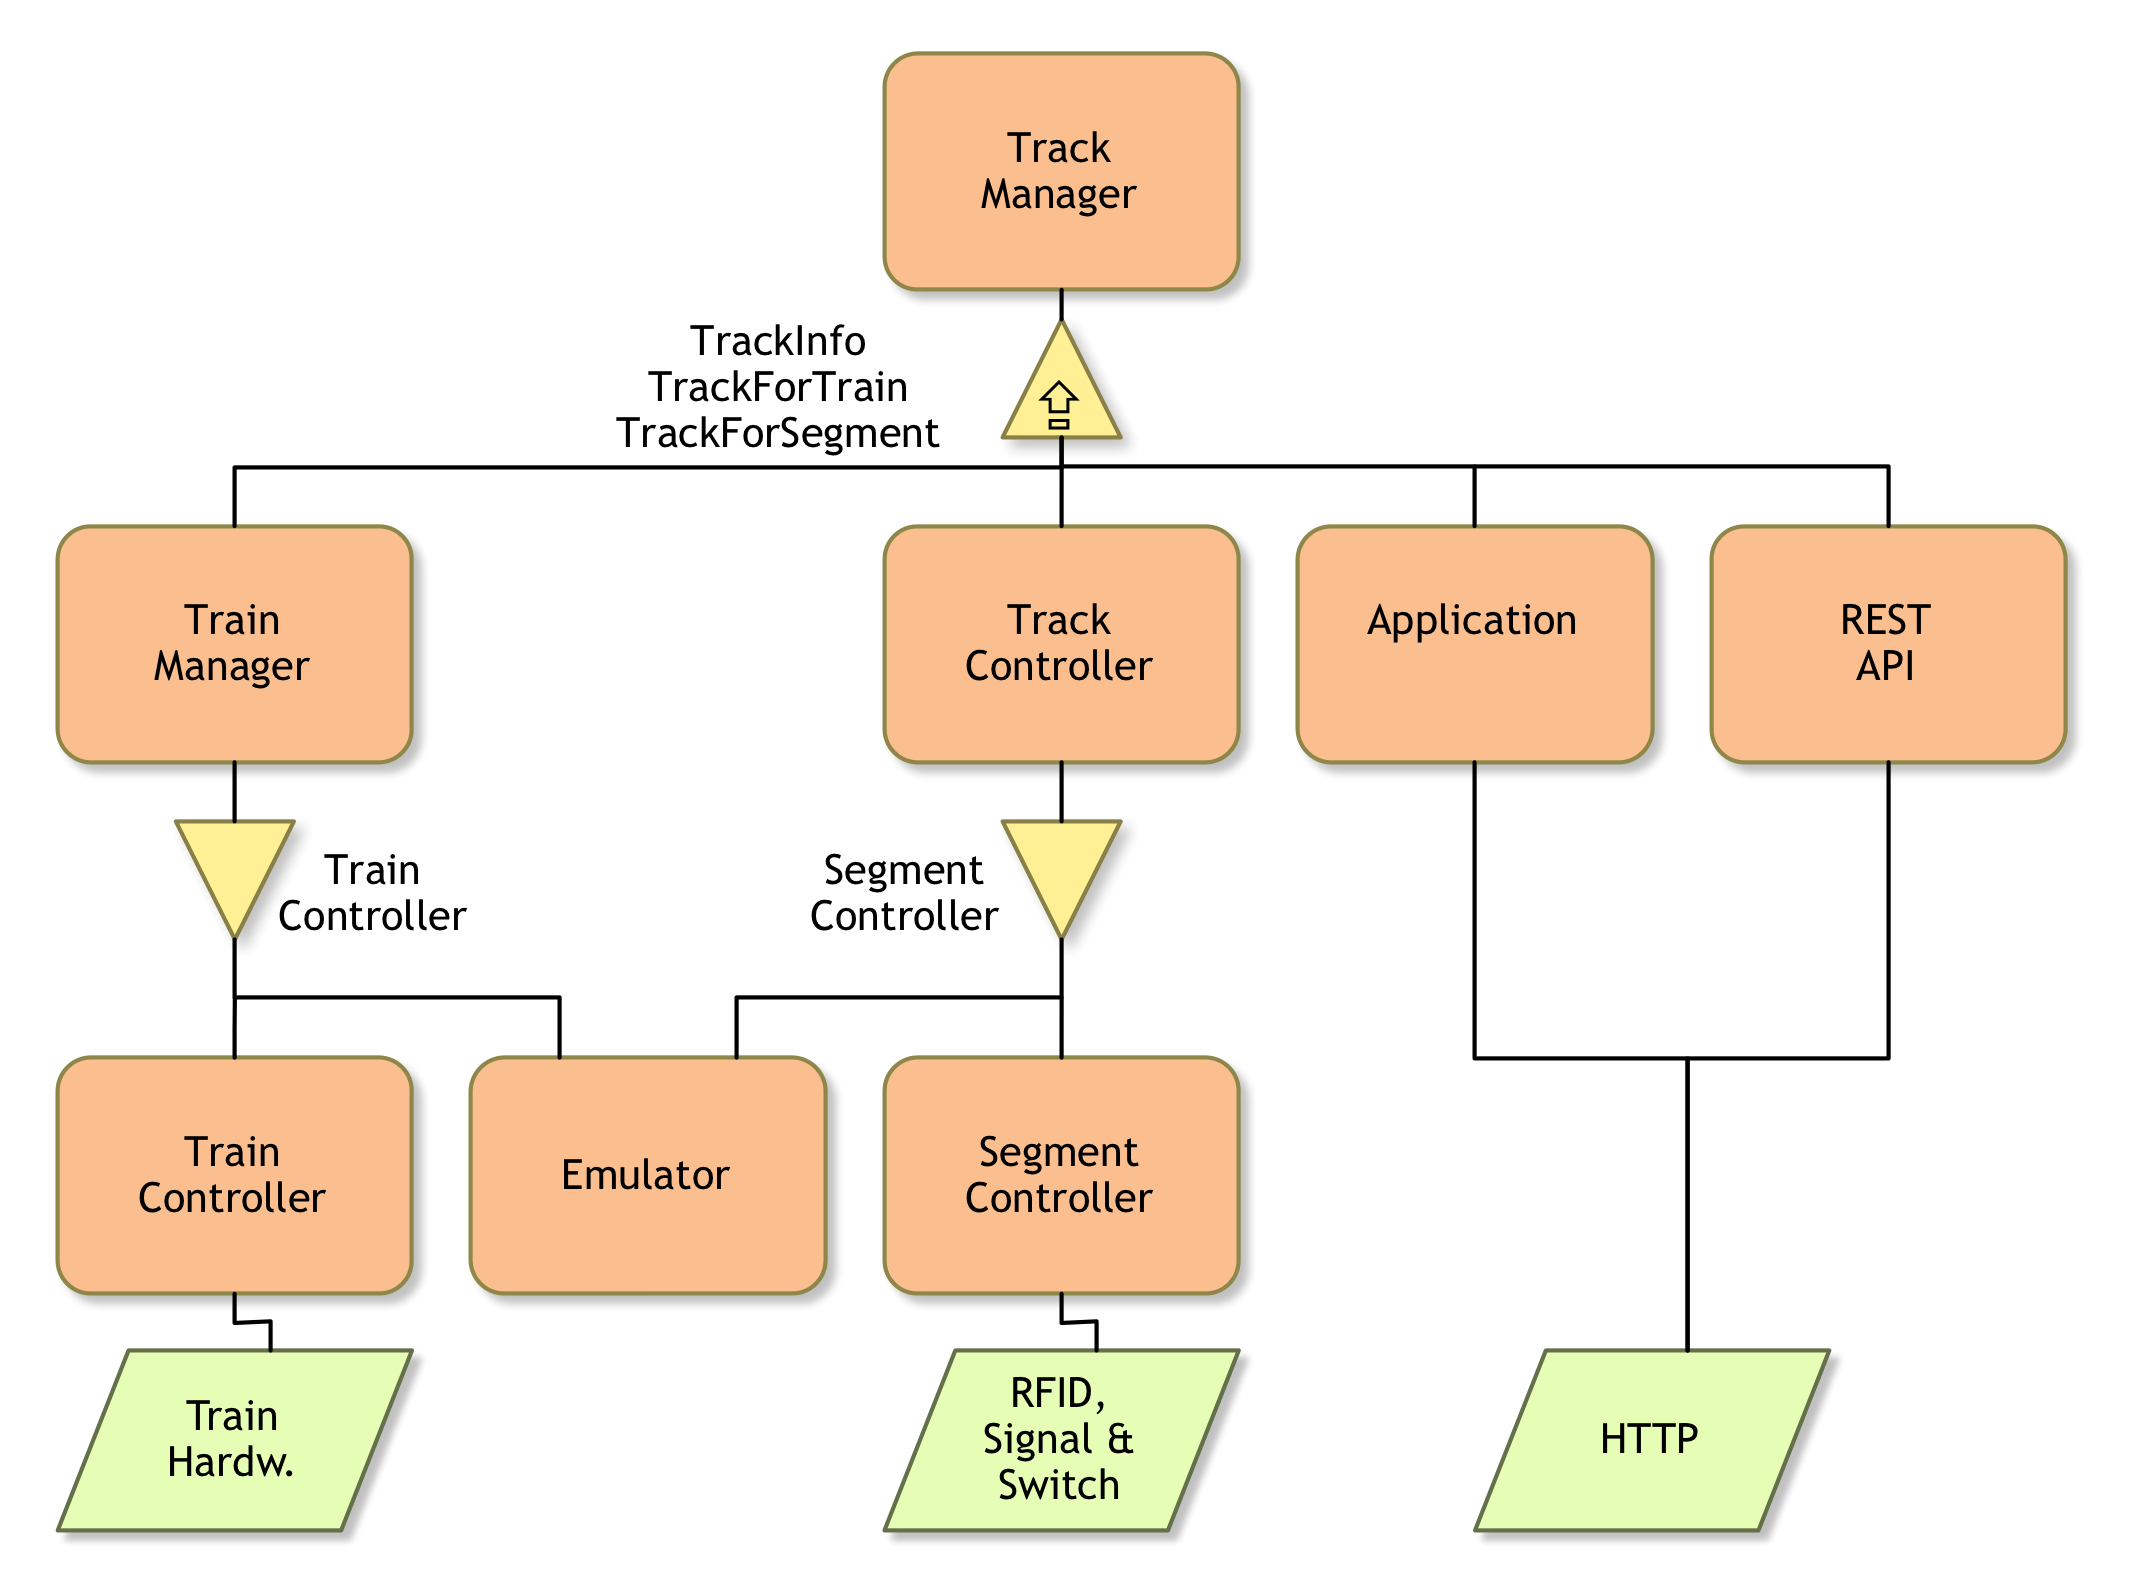 Track
Manager
TrackInfo
TrackForTrain
TrackForSegment
Train
Manager
Track
Controller
Application
REST
API
Train
Controller
Segment
Controller
Train
Controller
Emulator
Segment
Controller
Train
Hardw.
RFID,
Signal &
Switch
HTTP